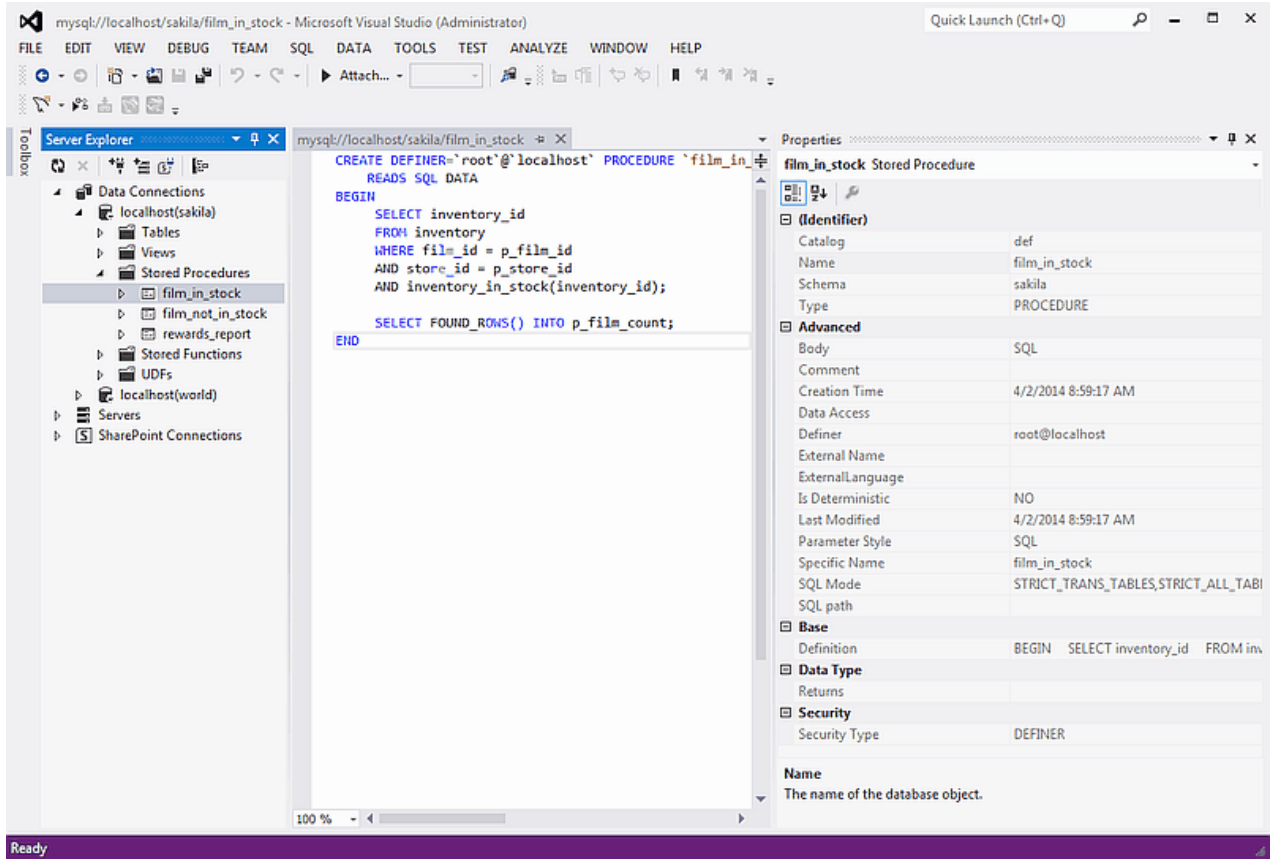 mysql://localhost/sakila/film_in_stock - Microsoft Visual Studio (Administrator)
Quick Launch (Ctrl+Q)
FILE EDIT VIEW DEBUG TEAM SQL DATA TOOLS TEST ANALYZE WINDOW HELP
Attach...
Toolbox
Server Explorer
Data Connections
localhost(sakila)
Tables
Views
Stored Procedures
film_in_stock
film_not_in_stock
rewards_report
Stored Functions
UDFs
localhost(world)
Servers
SharePoint Connections
mysql://localhost/sakila/film_in_stock
CREATE DEFINER=`root`@`localhost` PROCEDURE `film_in_
READS SQL DATA
BEGIN
SELECT inventory_id
FROM inventory
WHERE film_id = p_film_id
AND store_id = p_store_id
AND inventory_in_stock(inventory_id);
SELECT FOUND_ROWS() INTO p_film_count;
END
100 %
Properties
film_in_stock Stored Procedure
(Identifier)
Catalog def
Name film_in_stock
Schema sakila
Type PROCEDURE
Advanced
Body SQL
Comment
Creation Time 4/2/2014 8:59:17 AM
Data Access
Definer root@localhost
External Name
ExternalLanguage
Is Deterministic NO
Last Modified 4/2/2014 8:59:17 AM
Parameter Style SQL
Specific Name film_in_stock
SQL Mode STRICT_TRANS_TABLES,STRICT_ALL_TABI
SQL path
Base
Definition BEGIN SELECT inventory_id FROM inv
Data Type
Returns
Security
Security Type DEFINER
Name
The name of the database object.
Ready